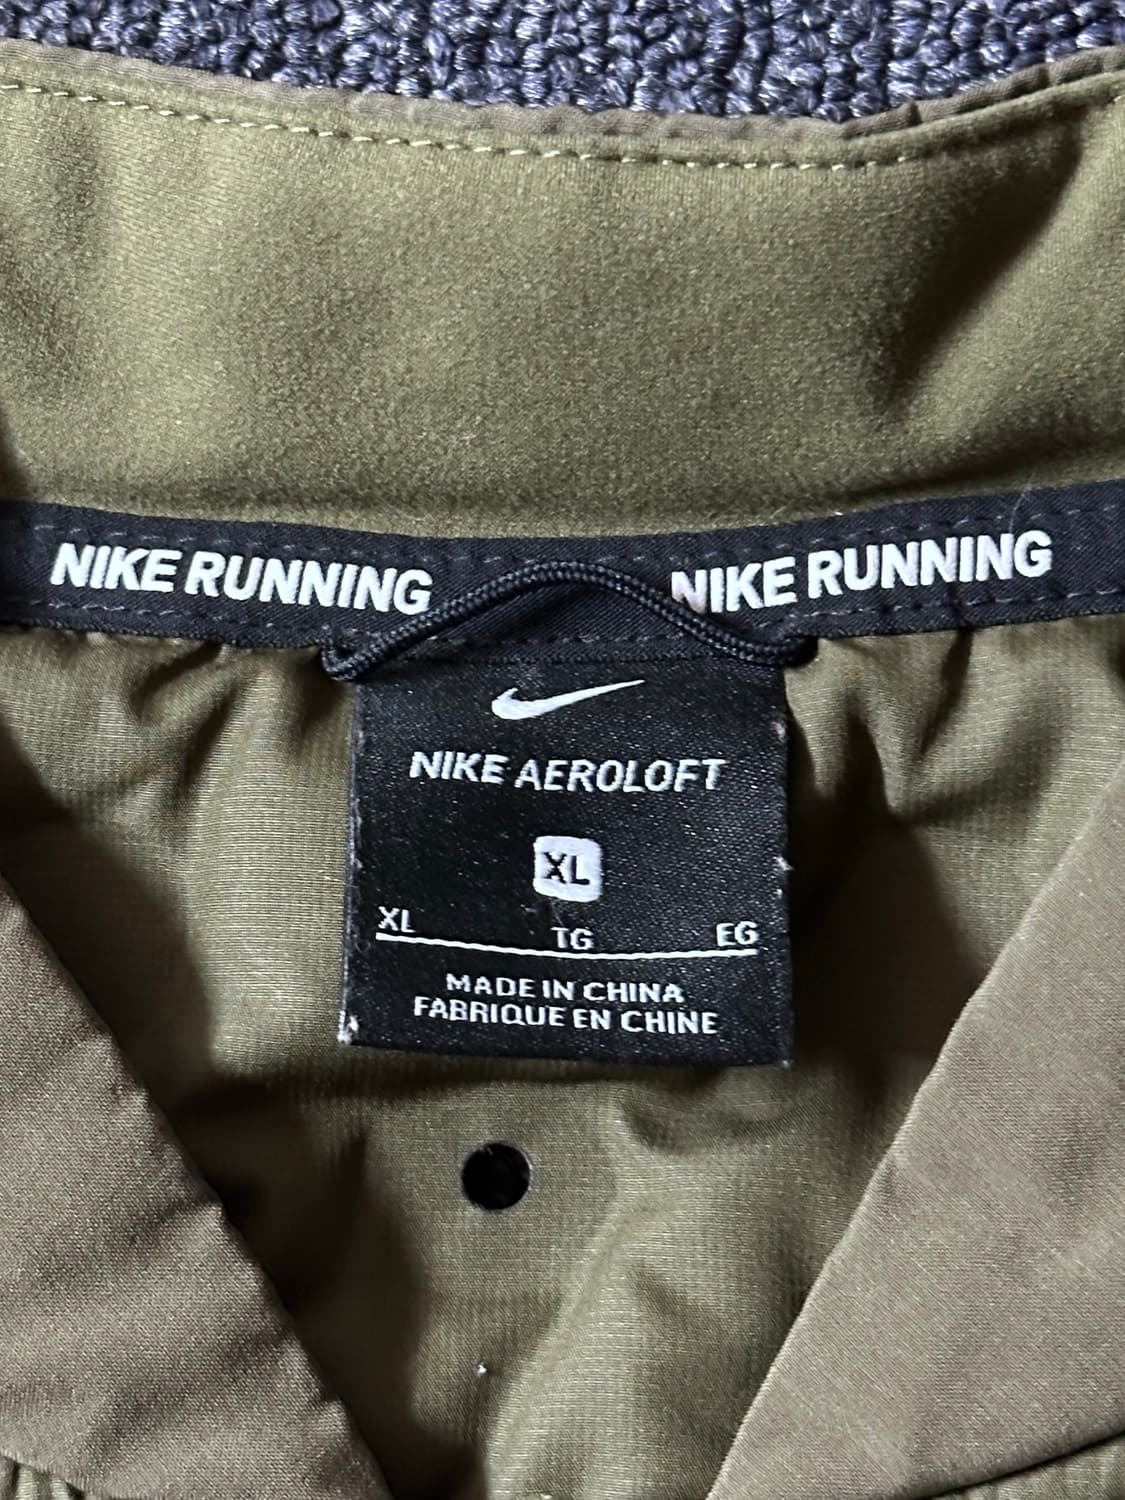 NIKE RUNNING NIKE RUNNING
NIKE AEROLOFT
XL
XL TG EG
MADE IN CHINA
FABRIQUE EN CHINE